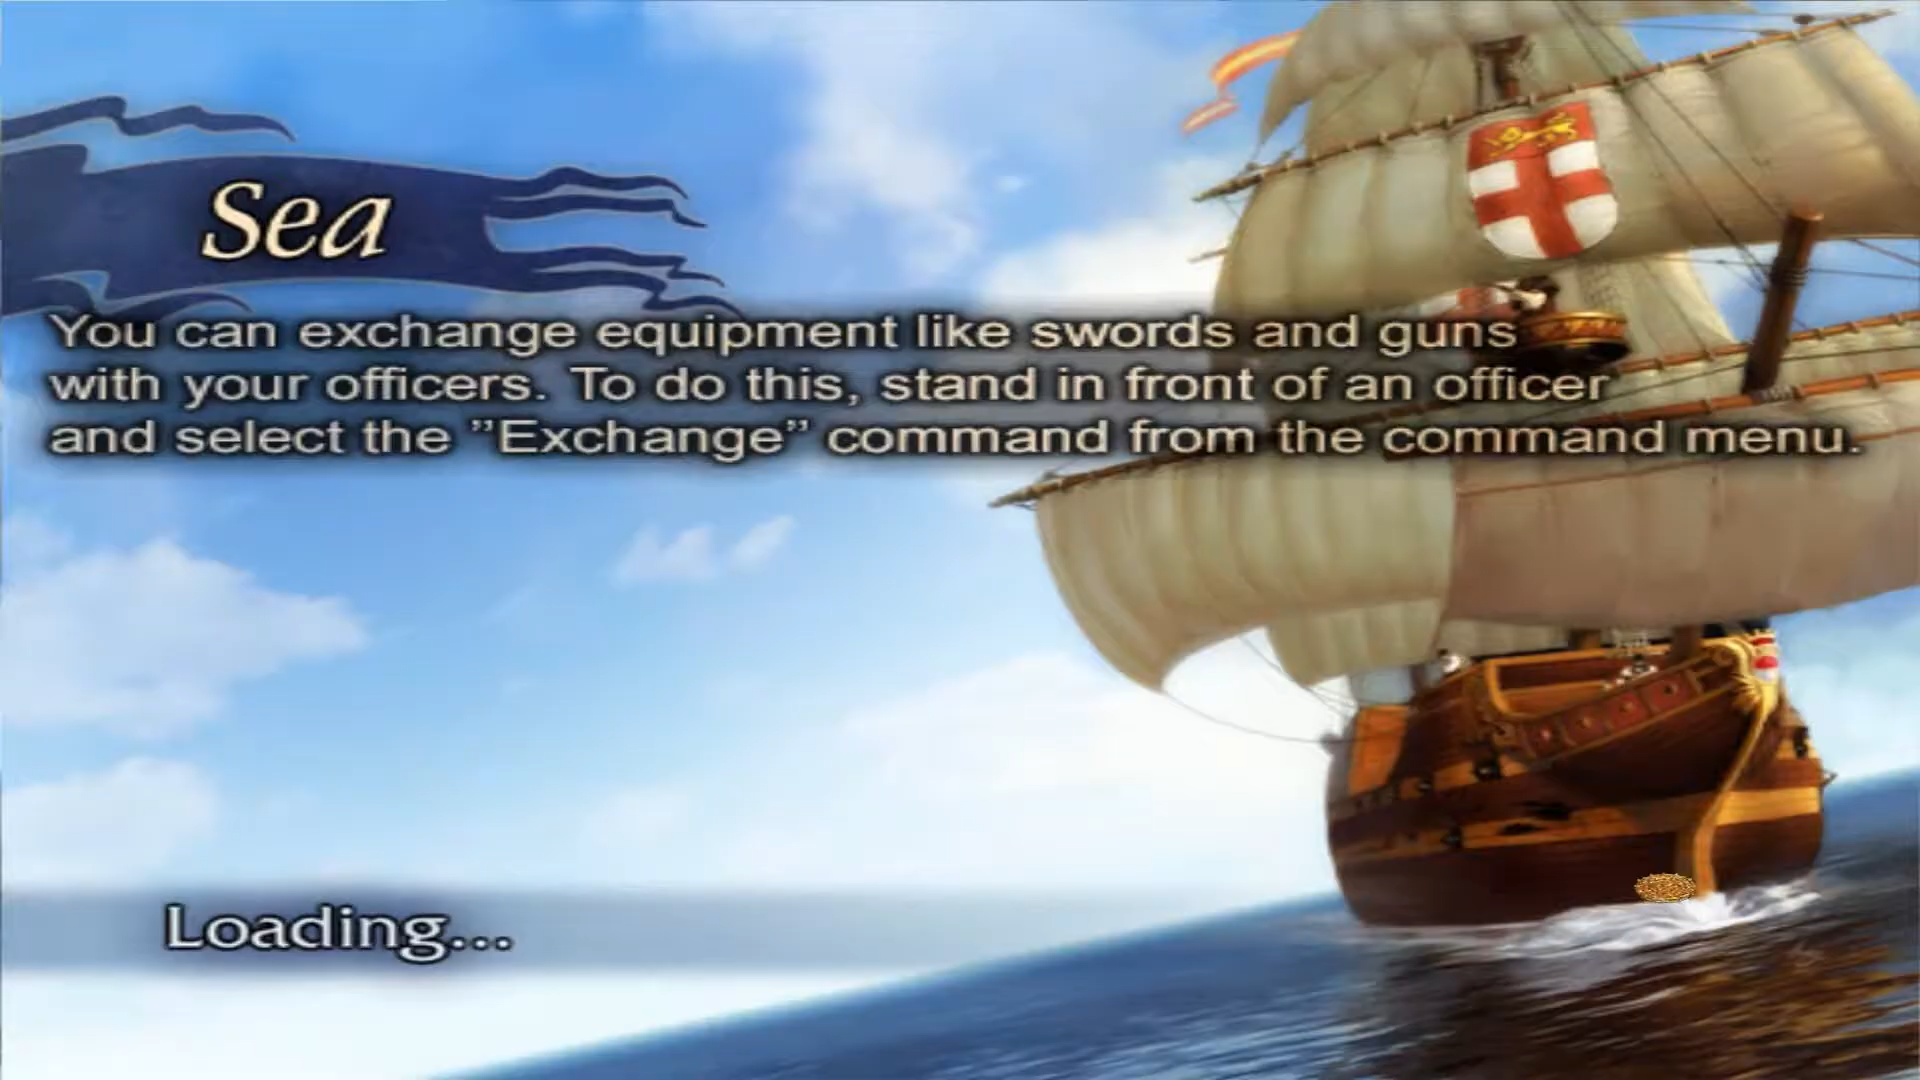 Sea
You can exchange equipment like swords and guns
with your officers. To do this, stand in front of an officer
and select the ”Exchange” command from the command menu.
Loading...